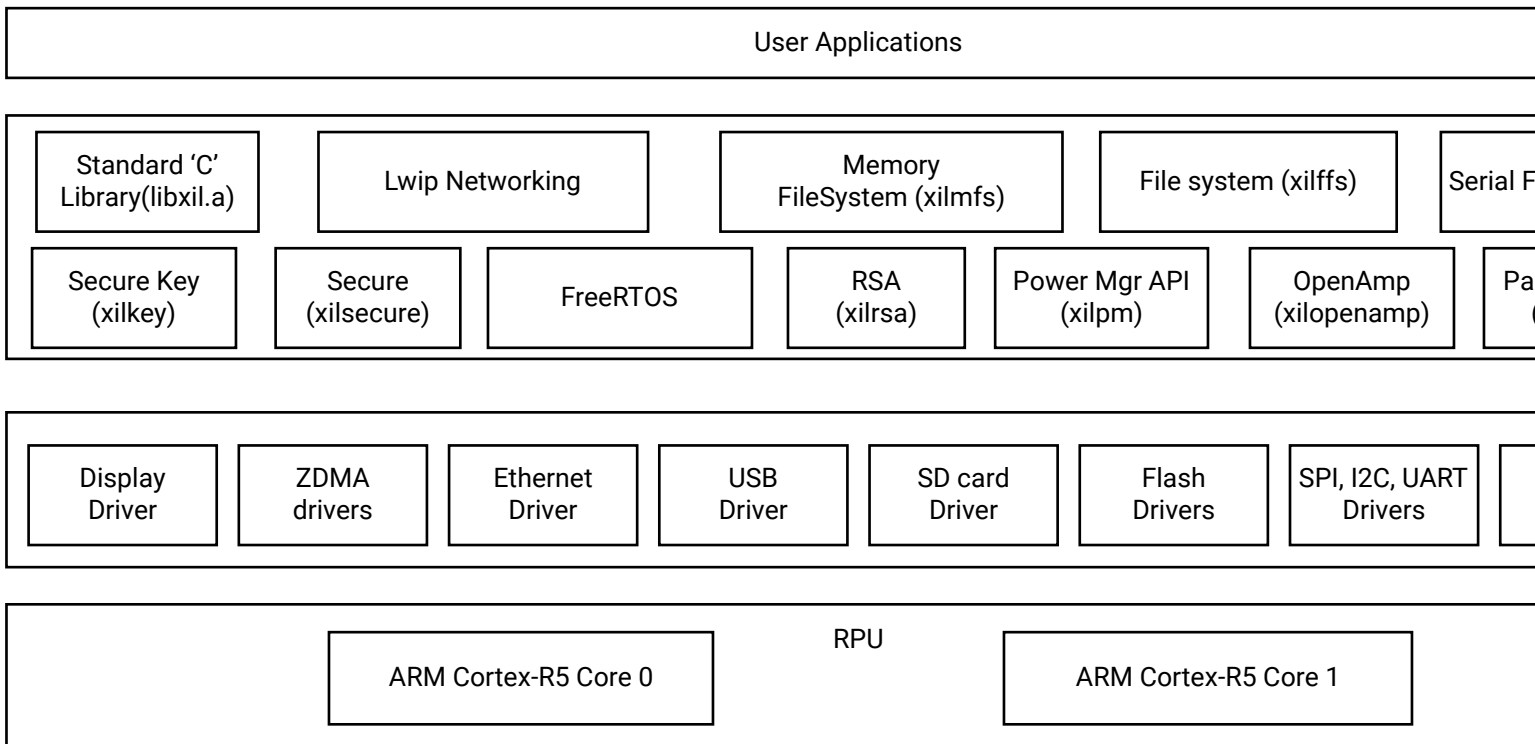 User Applications
Standard ‘C’
Library(libxil.a)
Lwip Networking
Memory
FileSystem (xilmfs)
File system (xilffs)
Serial
Secure Key
(xilkey)
Secure
(xilsecure)
FreeRTOS
RSA
(xilrsa)
Power Mgr API
(xilpm)
OpenAmp
(xilopenamp)
Display
Driver
ZDMA
drivers
Ethernet
Driver
USB
Driver
SD card
Driver
Flash
Drivers
SPI, I2C, UART
Drivers
RPU
ARM Cortex-R5 Core 0
ARM Cortex-R5 Core 1